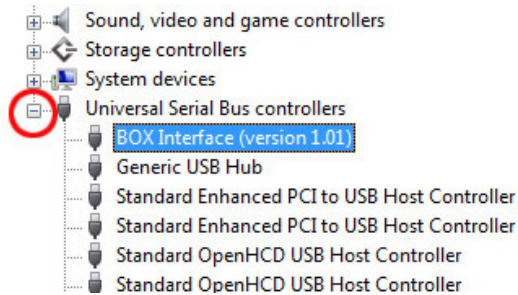 Sound, video and game controllers
Storage controllers
System devices
Universal Serial Bus controllers
BOX Interface (version 1.01)
Generic USB Hub
Standard Enhanced PCI to USB Host Controller
Standard Enhanced PCI to USB Host Controller
Standard OpenHCD USB Host Controller
Standard OpenHCD USB Host Controller